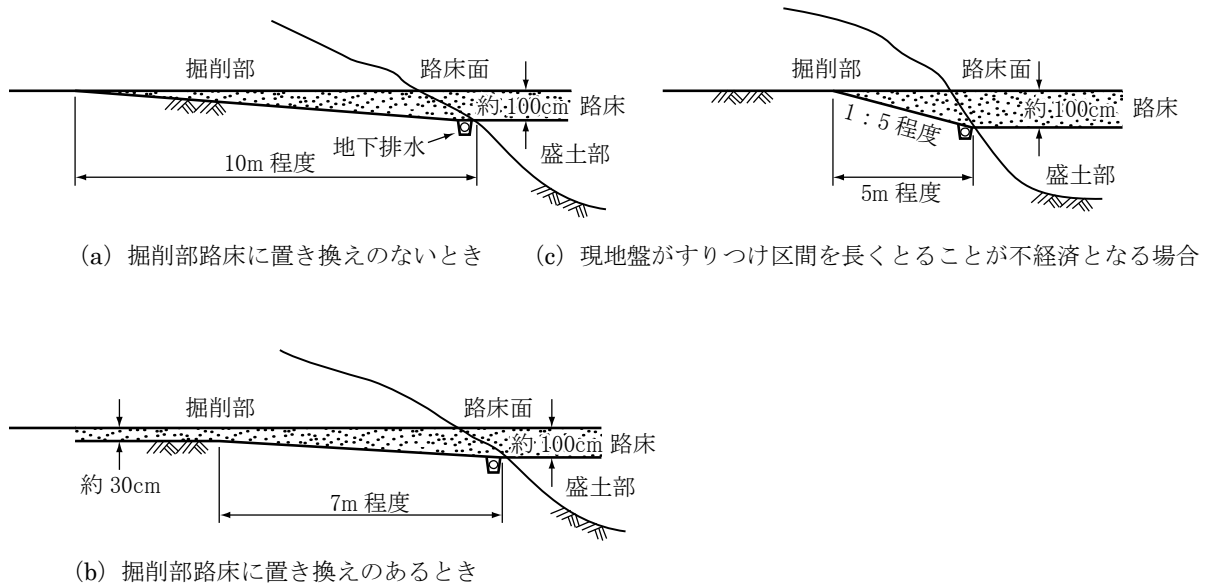 掘削部
路床面
約100cm
路床
地下排水
盛土部
10m 程度
(a) 掘削部路床に置き換えのないとき
掘削部
路床面
約100cm
路床
1：5 程度
盛土部
5m 程度
(c) 現地盤がすりつけ区間を長くとることが不経済となる場合
掘削部
路床面
約100cm
路床
約 30cm
盛土部
7m 程度
(b) 掘削部路床に置き換えのあるとき